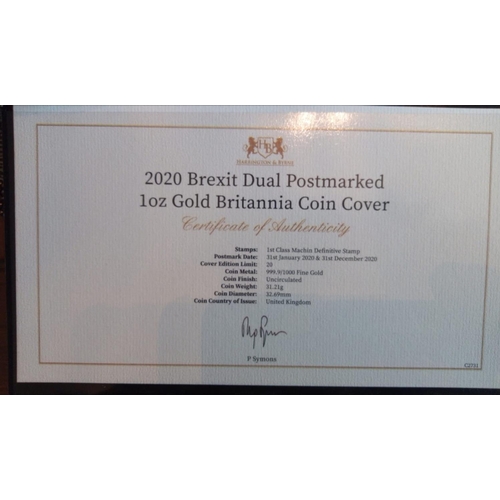 HB
HARRINGTON & BYRNE
2020 Brexit Dual Postmarked
1oz Gold Britannia Coin Cover
Certificate of Authenticity
Stamps: 1st Class Machin Definitive Stamp
Postmark Date: 31st January 2020 & 31st December 2020
Cover Edition Limit: 20
Coin Metal: 999.9/1000 Fine Gold
Coin Finish: Uncirculated
Coin Weight: 31.21g
Coin Diameter: 32.69mm
Coin Country of Issue: United Kingdom
P Symons